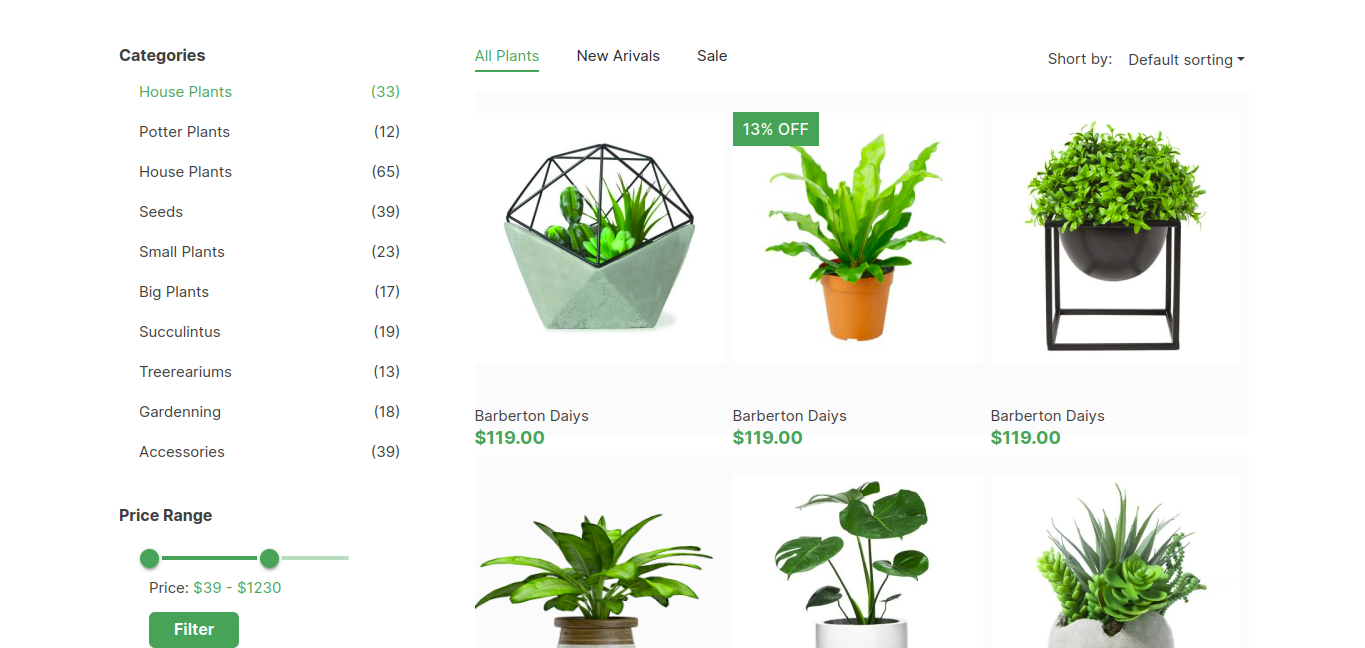 Categories
House Plants (33)
Potter Plants (12)
House Plants (65)
Seeds (39)
Small Plants (23)
Big Plants (17)
Succulintus (19)
Treereariums (13)
Gardenning (18)
Accessories (39)
Price Range
Price: $39 - $1230
Filter
All Plants New Arivals Sale
Short by: Default sorting
13% OFF
Barberton Daiys
$119.00
Barberton Daiys
$119.00
Barberton Daiys
$119.00